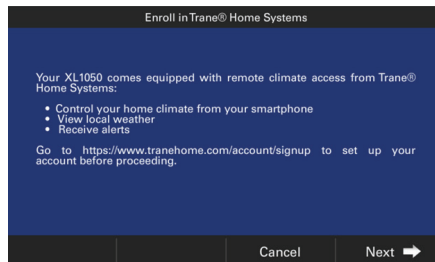 Enroll in Trane® Home Systems
Your XL1050 comes equipped with remote climate access from Trane®
Home Systems:
• Control your home climate from your smartphone
• View local weather
• Receive alerts
Go to https://www.tranehome.com/account/signup to set up your
account before proceeding.
Cancel
Next